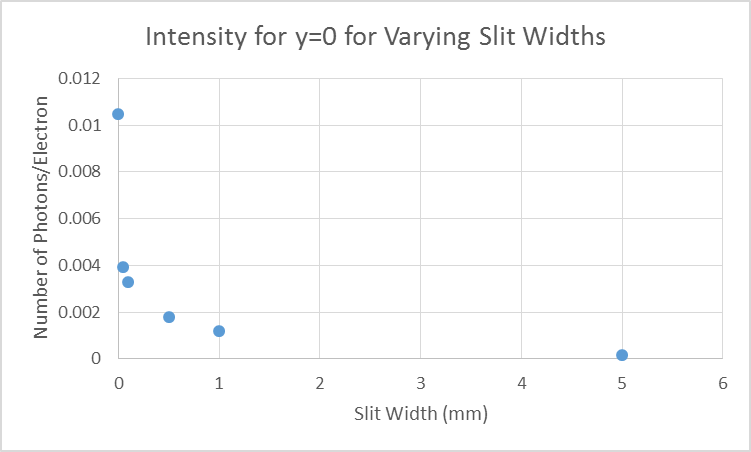 Intensity for y=0 for Varying Slit Widths
Number of Photons/Electron
0.012
0.01
0.008
0.006
0.004
0.002
0
0 1 2 3 4 5 6
Slit Width (mm)